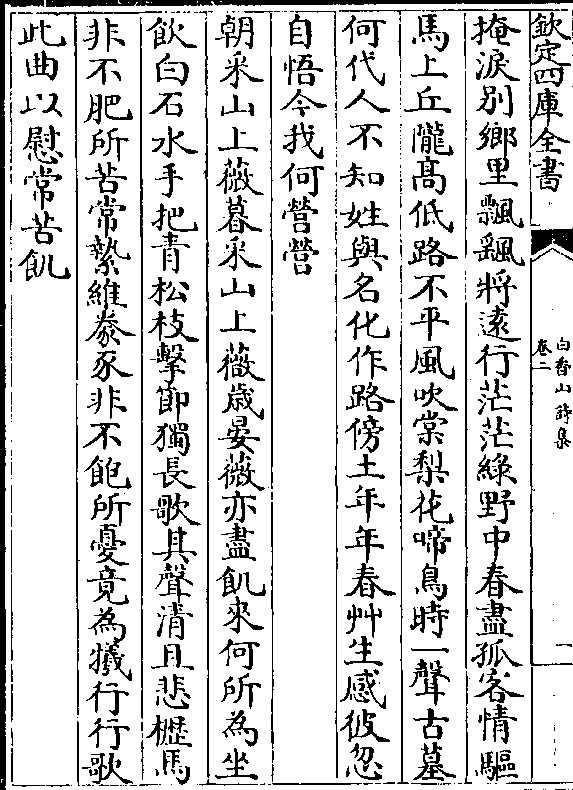 欽定四庫全書
白香山詩集
卷二
一
掩淚別鄉里飄飄將遠行茫茫綠野中春盡孤客情驅
馬上丘隴高低路不平風吹棠梨花啼鳥時一聲古墓
何代人不知姓與名化作路傍土年年春艸生感彼忽
自悟今我何營營
朝采山上薇暮采山上薇歲晏薇亦盡飢來何所為坐
飲白石水手把青松枝擊節獨長歌其聲清且悲櫪馬
非不肥所苦常縶維豢豕非不飽所憂竟為犧行行歌
此曲以慰常苦飢